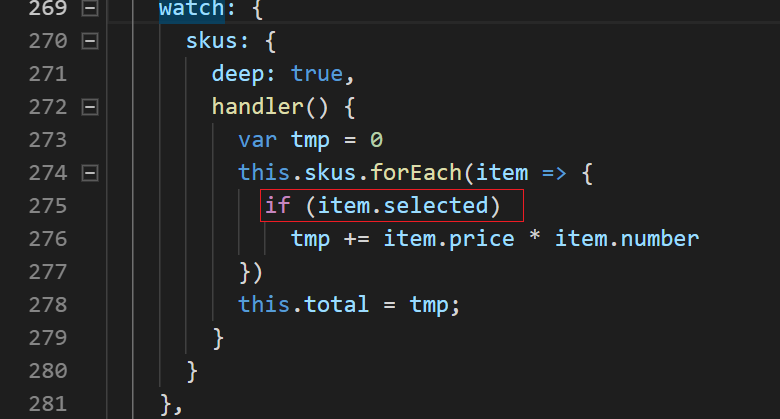 269 watch: {
270 skus: {
271 deep: true,
272 handler() {
273 var tmp = 0
274 this.skus.forEach(item => {
275 if (item.selected)
276 tmp += item.price * item.number
277 })
278 this.total = tmp;
279 }
280 }
281 },